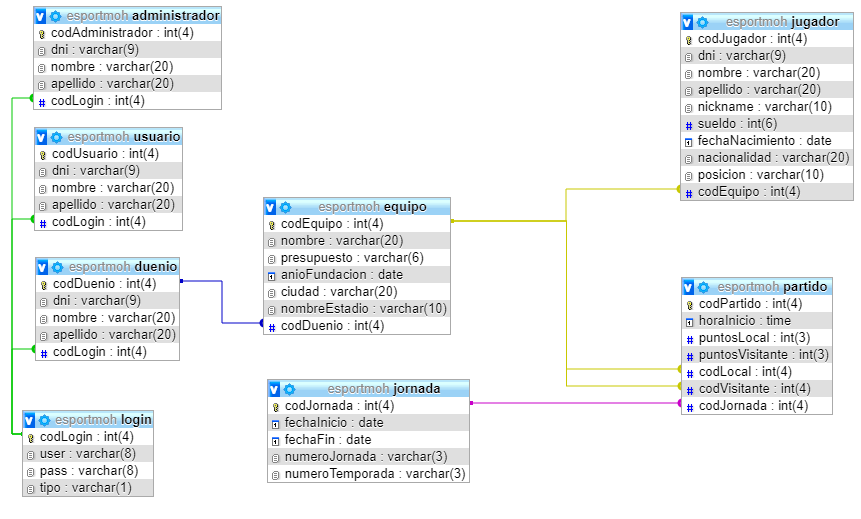 esportmoh administrador
codAdministrador : int(4)
dni : varchar(9)
nombre : varchar(20)
apellido : varchar(20)
codLogin : int(4)
esportmoh usuario
codUsuario : int(4)
dni : varchar(9)
nombre : varchar(20)
apellido : varchar(20)
codLogin : int(4)
esportmoh duenio
codDuenio : int(4)
dni : varchar(9)
nombre : varchar(20)
apellido : varchar(20)
codLogin : int(4)
esportmoh login
codLogin : int(4)
user : varchar(8)
pass : varchar(8)
tipo : varchar(1)
esportmoh equipo
codEquipo : int(4)
nombre : varchar(20)
presupuesto : varchar(6)
anioFundacion : date
ciudad : varchar(20)
nombreEstadio : varchar(10)
codDuenio : int(4)
esportmoh jornada
codJornada : int(4)
fechaInicio : date
fechaFin : date
numeroJornada : varchar(3)
numeroTemporada : varchar(3)
esportmoh jugador
codJugador : int(4)
dni : varchar(9)
nombre : varchar(20)
apellido : varchar(20)
nickname : varchar(10)
sueldo : int(6)
fechaNacimiento : date
nacionalidad : varchar(20)
posicion : varchar(10)
codEquipo : int(4)
esportmoh partido
codPartido : int(4)
horaInicio : time
puntosLocal : int(3)
puntosVisitante : int(3)
codLocal : int(4)
codVisitante : int(4)
codJornada : int(4)